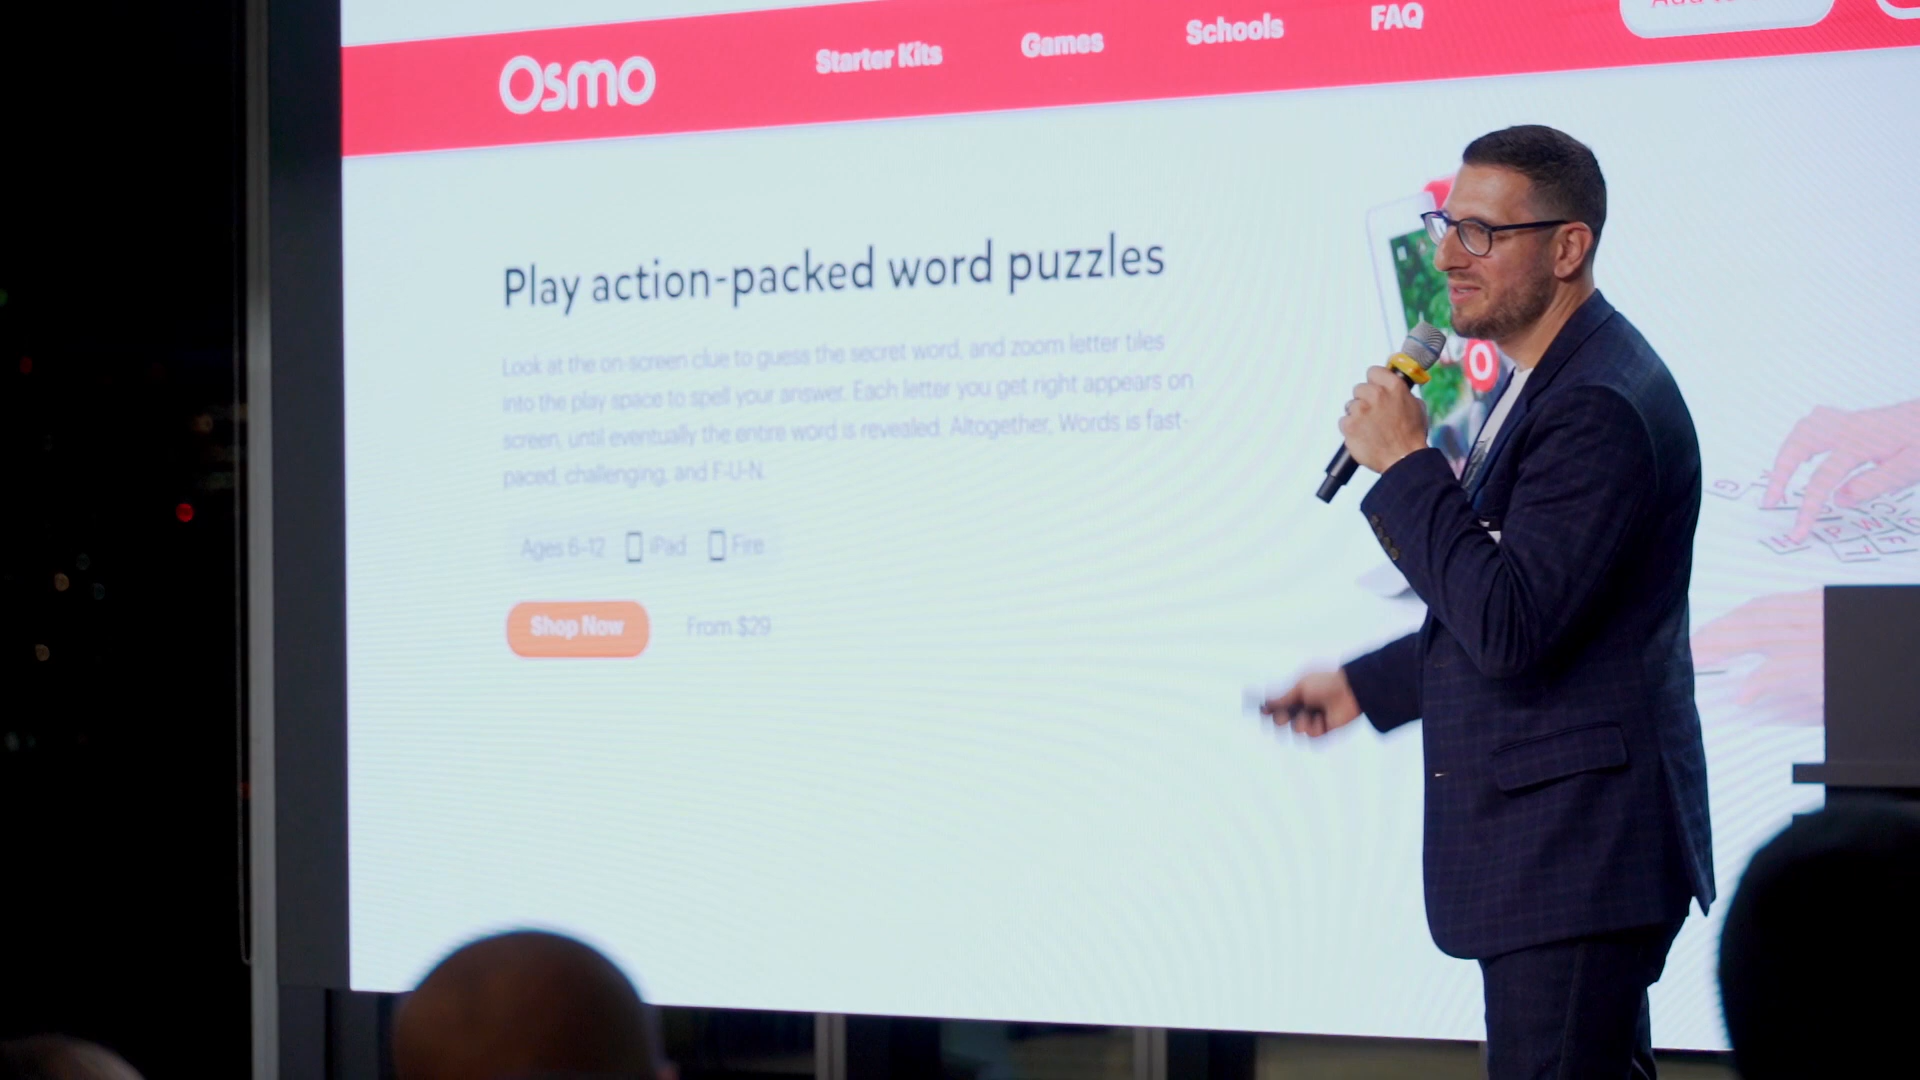 Osmo
Starter Kits
Games
Schools
FAQ
Play action-packed word puzzles
Look at the on-screen clue to guess the secret word, and zoom letter tiles
into the play space to spell your answer. Each letter you get right appears on
screen, until eventually the entire word is revealed. Altogether, Words is fast-
paced, challenging, and F-U-N.
Ages 6-12
iPad
Fire
Shop Now
From $29